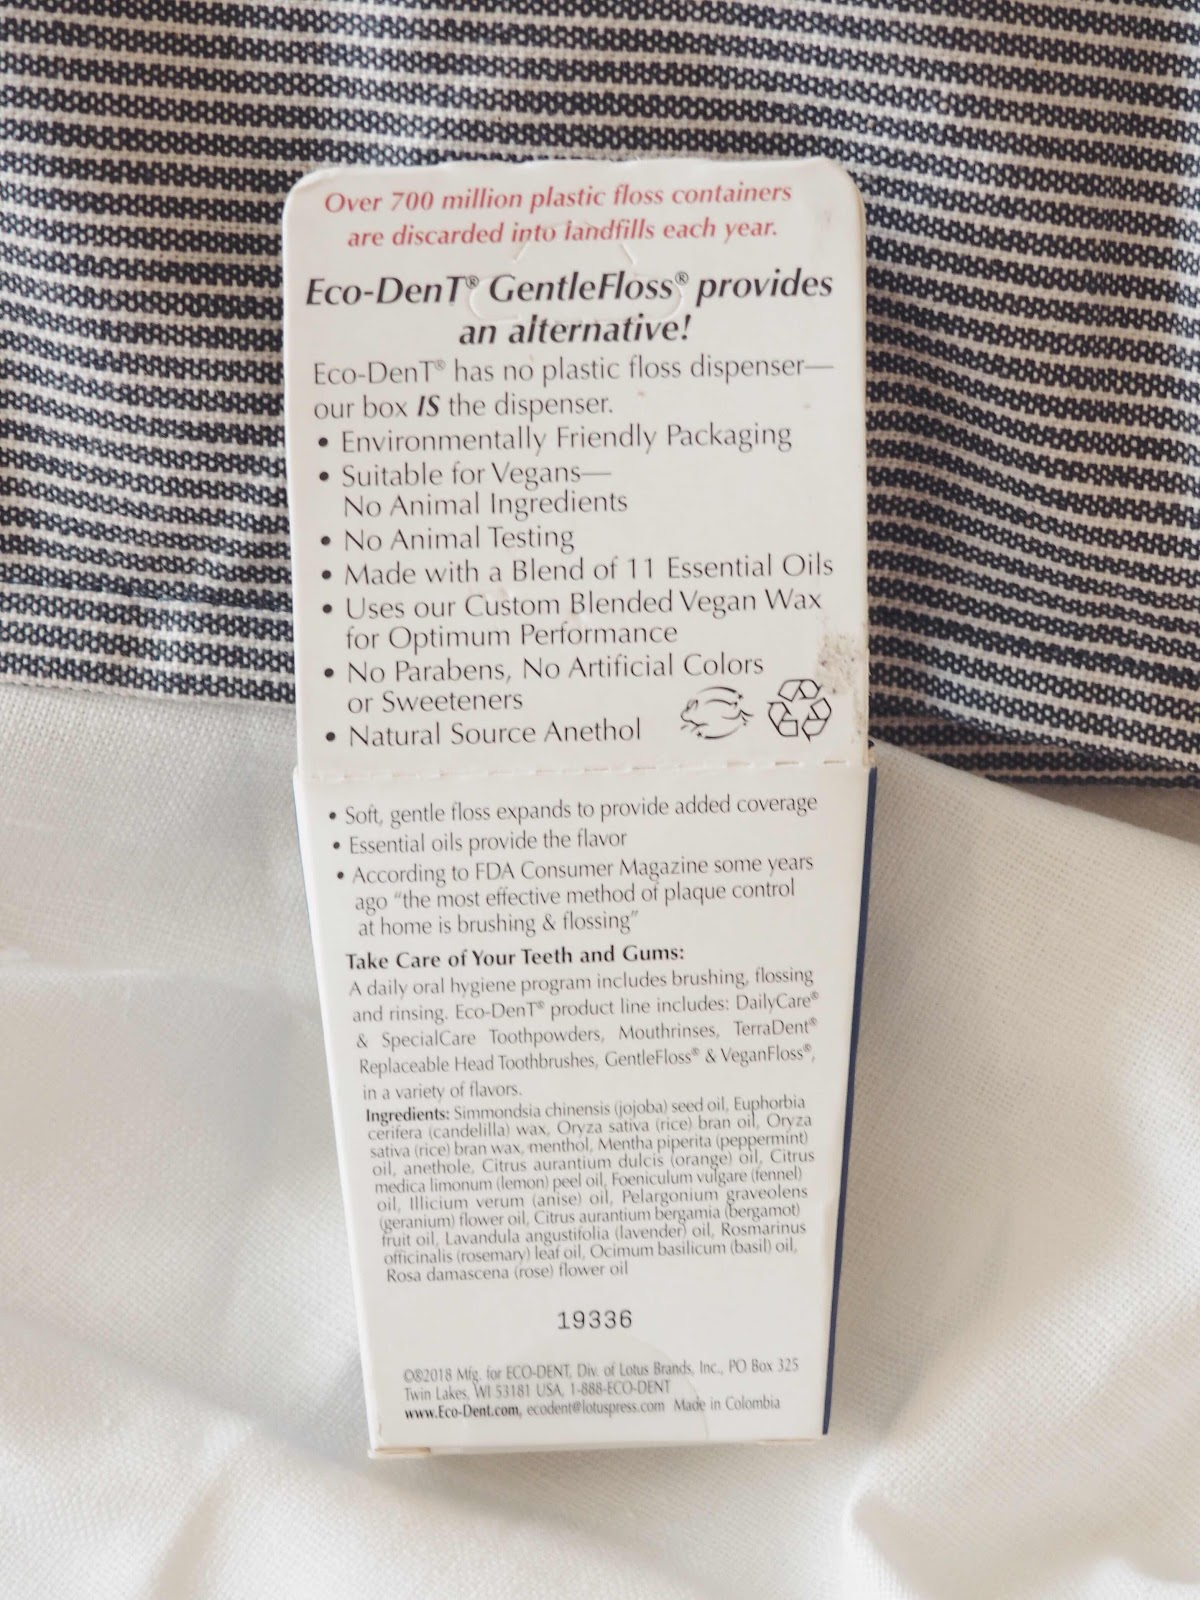 Over 700 million plastic floss containers
are discarded into landfills each year.
Eco-DenT® GentleFloss® provides
an alternative!
Eco-DenT® has no plastic floss dispenser—
our box IS the dispenser.
• Environmentally Friendly Packaging
• Suitable for Vegans—
No Animal Ingredients
• No Animal Testing
• Made with a Blend of 11 Essential Oils
• Uses our Custom Blended Vegan Wax
for Optimum Performance
• No Parabens, No Artificial Colors
or Sweeteners
• Natural Source Anethol
• Soft, gentle floss expands to provide added coverage
• Essential oils provide the flavor
• According to FDA Consumer Magazine some years
ago “the most effective method of plaque control
at home is brushing & flossing”
Take Care of Your Teeth and Gums:
A daily oral hygiene program includes brushing, flossing
and rinsing. Eco-DenT® product line includes: DailyCare®
& SpecialCare Toothpowders, Mouthrinses, TerraDent®
Replaceable Head Toothbrushes, GentleFloss® & VeganFloss®,
in a variety of flavors.
Ingredients: Simmondsia chinensis (jojoba) seed oil, Euphorbia
cerifera (candelilla) wax, Oryza sativa (rice) bran oil, Oryza
sativa (rice) bran wax, menthol, Mentha piperita (peppermint)
oil, anethole, Citrus aurantium dulcis (orange) oil, Citrus
medica limonum (lemon) peel oil, Foeniculum vulgare (fennel)
oil, Illicium verum (anise) oil, Pelargonium graveolens
(geranium) flower oil, Citrus aurantium bergamia (bergamot)
fruit oil, Lavandula angustifolia (lavender) oil, Rosmarinus
officinalis (rosemary) leaf oil, Ocimum basilicum (basil) oil,
Rosa damascena (rose) flower oil
19336
©®2018 Mfg. for ECO-DENT, Div. of Lotus Brands, Inc., PO Box 325
Twin Lakes, WI 53181 USA, 1-888-ECO-DENT
www.Eco-Dent.com, ecodent@lotuspress.com Made in Colombia